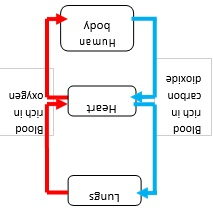 Lungs
Blood
rich in
carbon
dioxide
Heart
Blood
rich in
oxygen
Human
body